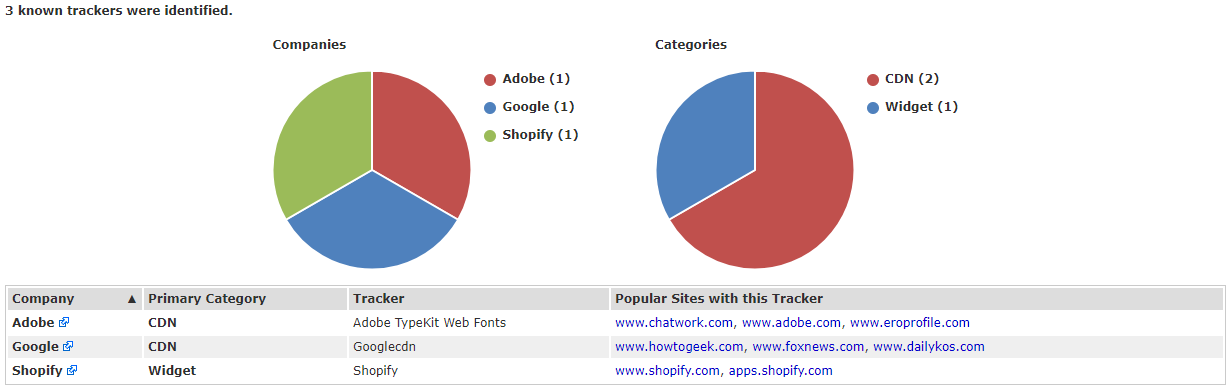 3 known trackers were identified.
Companies
Adobe (1)
Google (1)
Shopify (1)
Categories
CDN (2)
Widget (1)
Company ▲ Primary Category Tracker Popular Sites with this Tracker
Adobe CDN Adobe TypeKit Web Fonts www.chatwork.com, www.adobe.com, www.eroprofile.com
Google CDN Googlecdn www.howtogeek.com, www.foxnews.com, www.dailykos.com
Shopify Widget Shopify www.shopify.com, apps.shopify.com